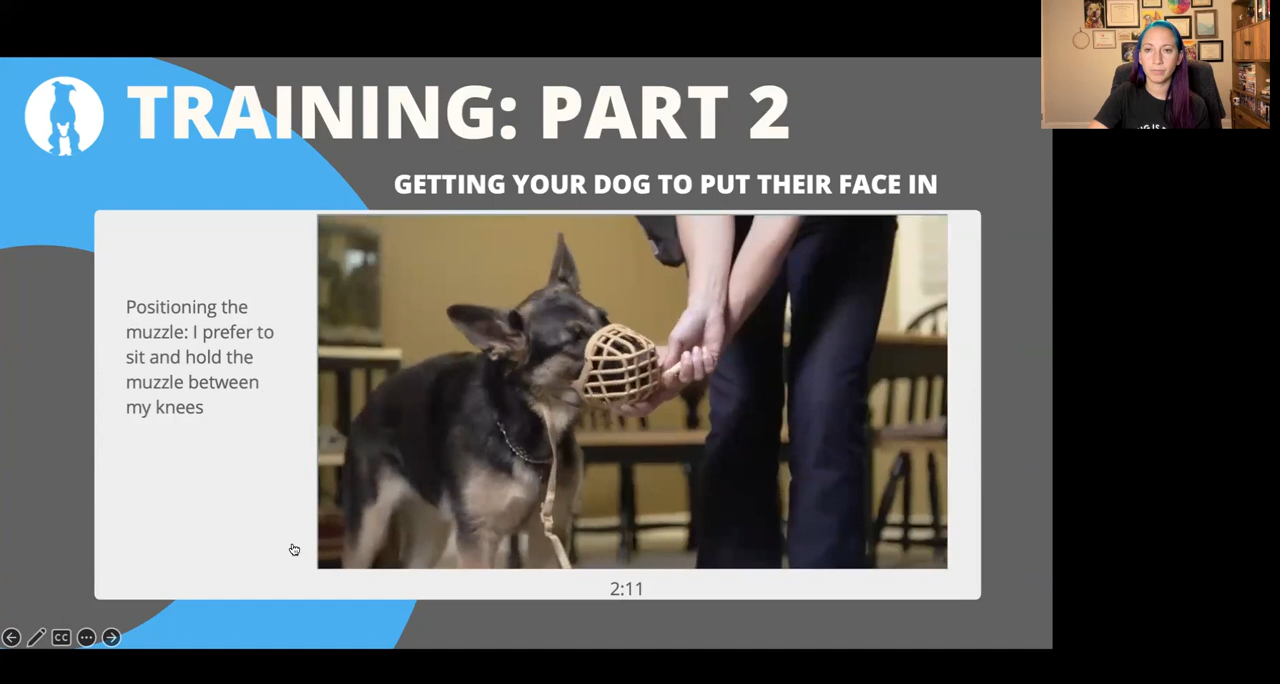 TRAINING: PART 2
GETTING YOUR DOG TO PUT THEIR FACE IN
Positioning the
muzzle: I prefer to
sit and hold the
muzzle between
my knees
2:11
CC